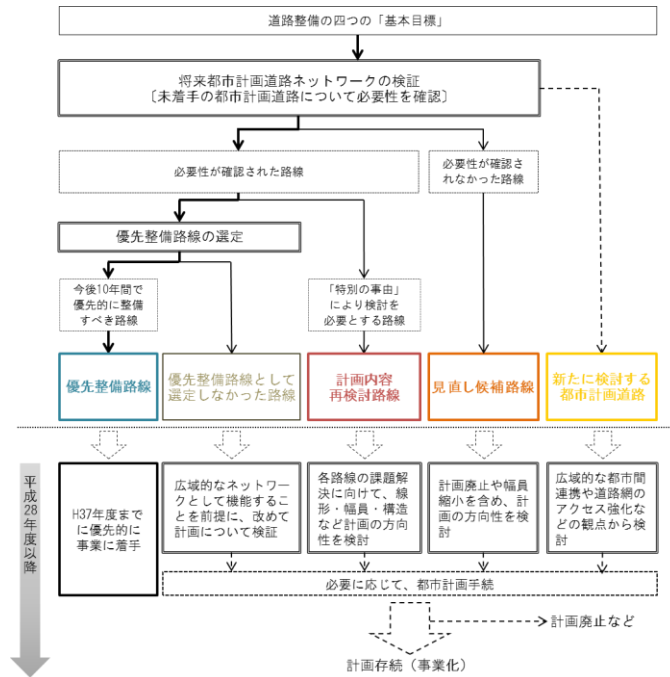 道路整備の四つの「基本目標」
将来都市計画道路ネットワークの検証
〔未着手の都市計画道路について必要性を確認〕
必要性が確認された路線
必要性が確認さ
れなかった路線
優先整備路線の選定
今後10年間で
優先的に整備
すべき路線
「特別の事由」
により検討を
必要とする路線
優先整備路線
優先整備路線として
選定しなかった路線
計画内容
再検討路線
見直し候補路線
新たに検討する
都市計画道路
平成28年度以降
H37年度まで
に優先的に
事業に着手
広域的なネットワー
クとして機能するこ
とを前提に、改めて
計画について検証
各路線の課題解
決に向けて、線
形・幅員・構造
など計画の方向
性を検討
計画廃止や幅員
縮小を含め、計
画の方向性を検
討
広域的な都市間
連携や道路網の
アクセス強化な
どの観点から検
討
必要に応じて、都市計画手続
計画廃止など
計画存続（事業化）